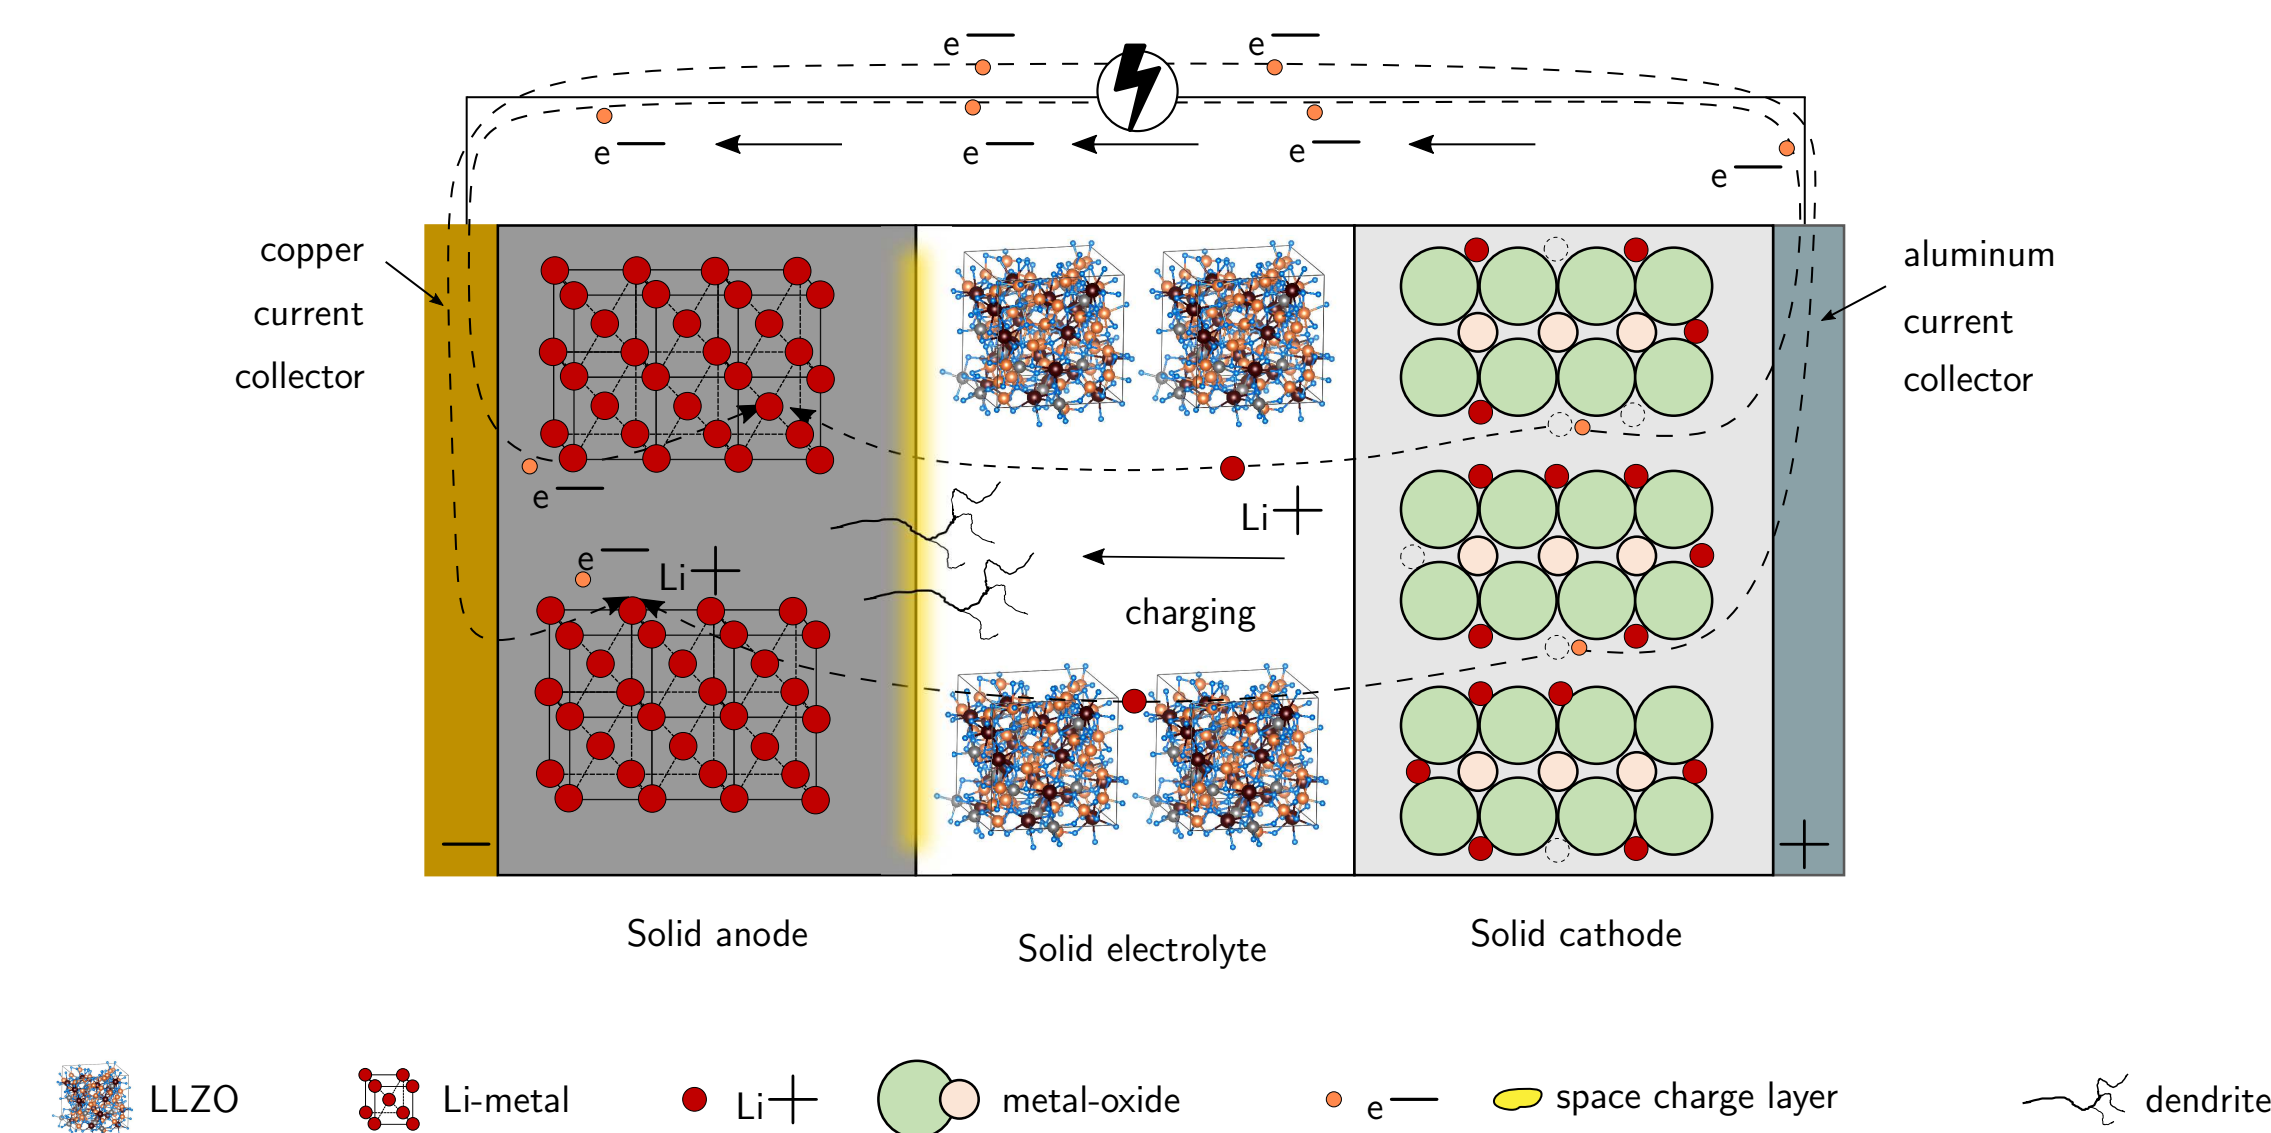 e— e—
e— e— e— e—
copper
current
collector
aluminum
current
collector
e—
Li+
e—
Li+
charging
— +
Solid anode
Solid electrolyte
Solid cathode
LLZO
Li-metal
Li+
metal-oxide
e—
space charge layer
dendrite